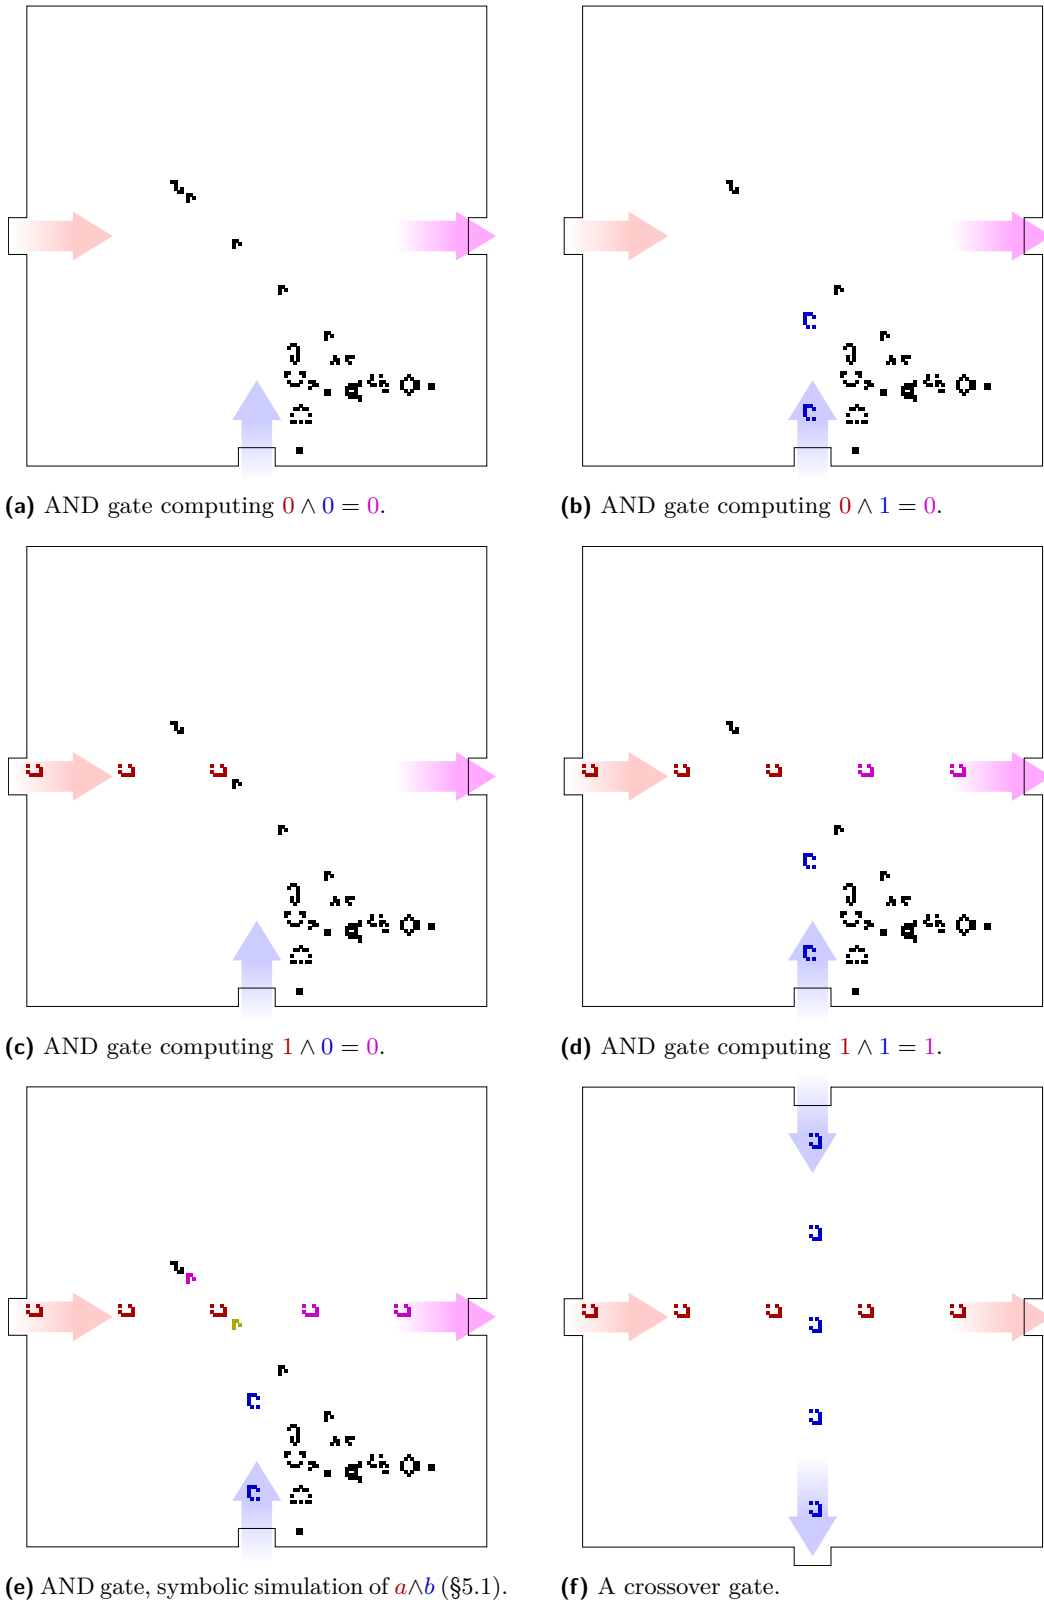 (a) AND gate computing 0 ∧ 0 = 0.
(b) AND gate computing 0 ∧ 1 = 0.
(c) AND gate computing 1 ∧ 0 = 0.
(d) AND gate computing 1 ∧ 1 = 1.
(e) AND gate, symbolic simulation of a∧b (§5.1).
(f) A crossover gate.